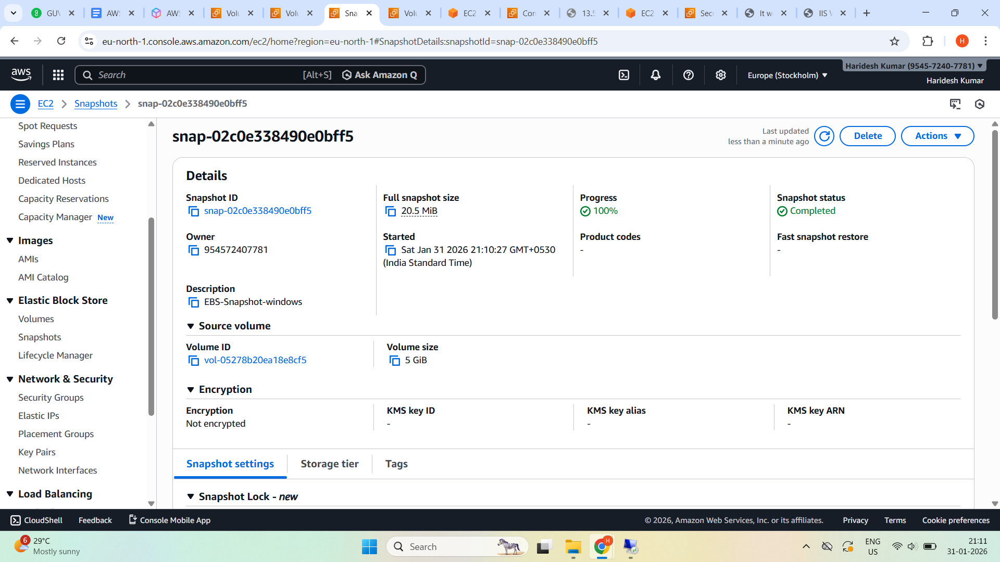 GUV
AWS
AWS
Volu
Volu
Sna
Volu
EC2
Con
13.5
EC2
Sec
It w
IIS V
eu-north-1.console.aws.amazon.com/ec2/home?region=eu-north-1#SnapshotDetails:snapshotId=snap-02c0e338490e0bff5
H
aws
Search
[Alt+S]
Ask Amazon Q
Europe (Stockholm)
Haridesh Kumar (9545-7240-7781)
Haridesh Kumar
EC2
Snapshots
snap-02c0e338490e0bff5
Spot Requests
Savings Plans
Reserved Instances
Dedicated Hosts
Capacity Reservations
Capacity Manager New
Images
AMIs
AMI Catalog
Elastic Block Store
Volumes
Snapshots
Lifecycle Manager
Network & Security
Security Groups
Elastic IPs
Placement Groups
Key Pairs
Network Interfaces
Load Balancing
snap-02c0e338490e0bff5
Last updated
less than a minute ago
Delete
Actions
Details
Snapshot ID
snap-02c0e338490e0bff5
Full snapshot size
20.5 MiB
Progress
100%
Snapshot status
Completed
Owner
954572407781
Started
Sat Jan 31 2026 21:10:27 GMT+0530
(India Standard Time)
Product codes
-
Fast snapshot restore
-
Description
EBS-Snapshot-windows
Source volume
Volume ID
vol-05278b20ea18e8cf5
Volume size
5 GiB
Encryption
Encryption
Not encrypted
KMS key ID
-
KMS key alias
-
KMS key ARN
-
Snapshot settings
Storage tier
Tags
Snapshot Lock - new
CloudShell
Feedback
Console Mobile App
© 2026, Amazon Web Services, Inc. or its affiliates.
Privacy
Terms
Cookie preferences
6
29°C
Mostly sunny
Search
H
ENG
US
21:11
31-01-2026